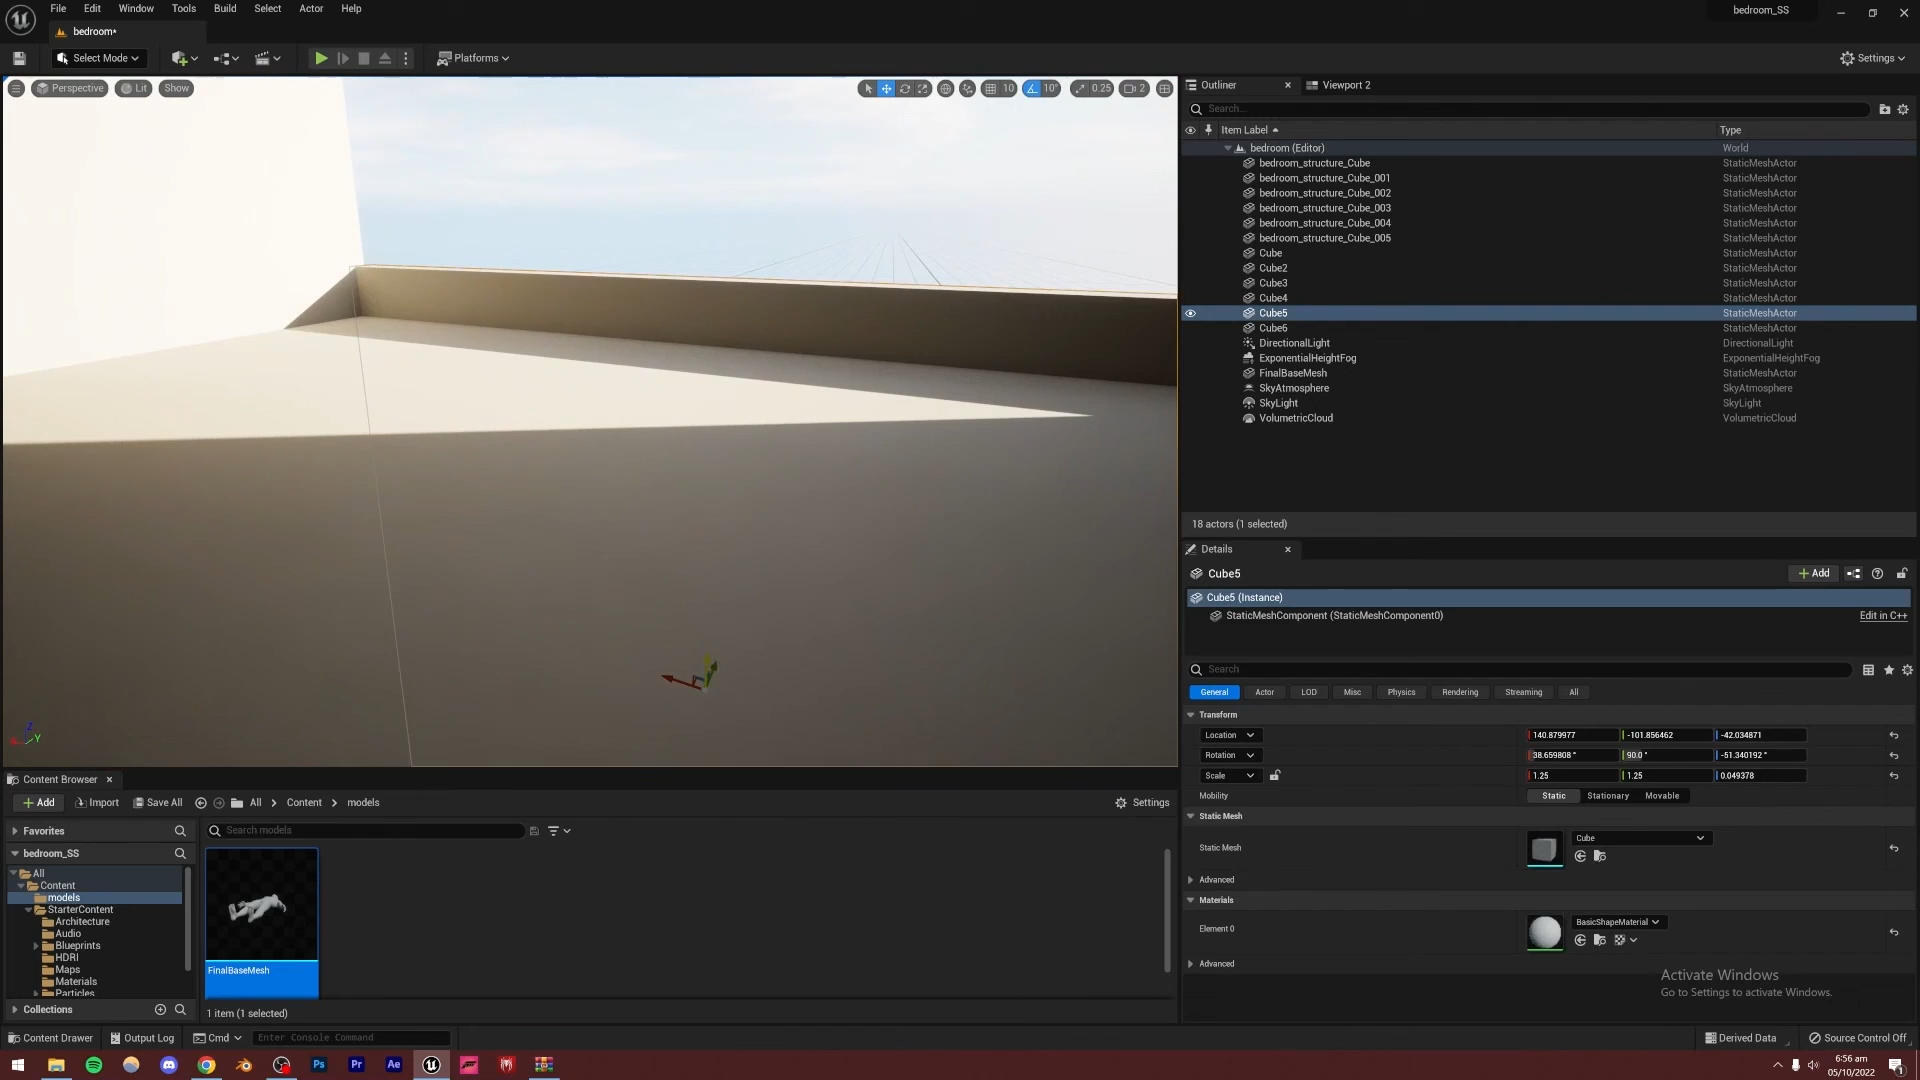 File Edit Window Tools Build Select Actor Help
bedroom_SS
bedroom*
Select Mode
Platforms
Settings
Perspective Lit Show
10 10° 0.25 2
Outliner Viewport 2
Search...
Item Label Type
bedroom (Editor) World
bedroom_structure_Cube StaticMeshActor
bedroom_structure_Cube_001 StaticMeshActor
bedroom_structure_Cube_002 StaticMeshActor
bedroom_structure_Cube_003 StaticMeshActor
bedroom_structure_Cube_004 StaticMeshActor
bedroom_structure_Cube_005 StaticMeshActor
Cube StaticMeshActor
Cube2 StaticMeshActor
Cube3 StaticMeshActor
Cube4 StaticMeshActor
Cube5 StaticMeshActor
Cube6 StaticMeshActor
DirectionalLight DirectionalLight
ExponentialHeightFog ExponentialHeightFog
FinalBaseMesh StaticMeshActor
SkyAtmosphere SkyAtmosphere
SkyLight SkyLight
VolumetricCloud VolumetricCloud
18 actors (1 selected)
Details
Cube5
Add
Cube5 (Instance)
StaticMeshComponent (StaticMeshComponent0) Edit in C++
Search
General Actor LOD Misc Physics Rendering Streaming All
Transform
Location 140.879977 -101.856462 -42.034871
Rotation 38.659808 ° 90.0 ° -51.340192 °
Scale 1.25 1.25 0.049378
Mobility Static Stationary Movable
Static Mesh
Static Mesh Cube
Advanced
Materials
Element 0 BasicShapeMaterial
Advanced
Activate Windows
Go to Settings to activate Windows.
Z
Y
Content Browser
Add Import Save All All Content models Settings
Favorites
Search models
bedroom_SS
All
Content
models
StarterContent
Architecture
Audio
Blueprints
HDRI
Maps
Materials
Particles
Collections
FinalBaseMesh
1 item (1 selected)
Content Drawer Output Log Cmd Enter Console Command
Derived Data Source Control Off
Ps Pr Ae
6:56 am
05/10/2022
1